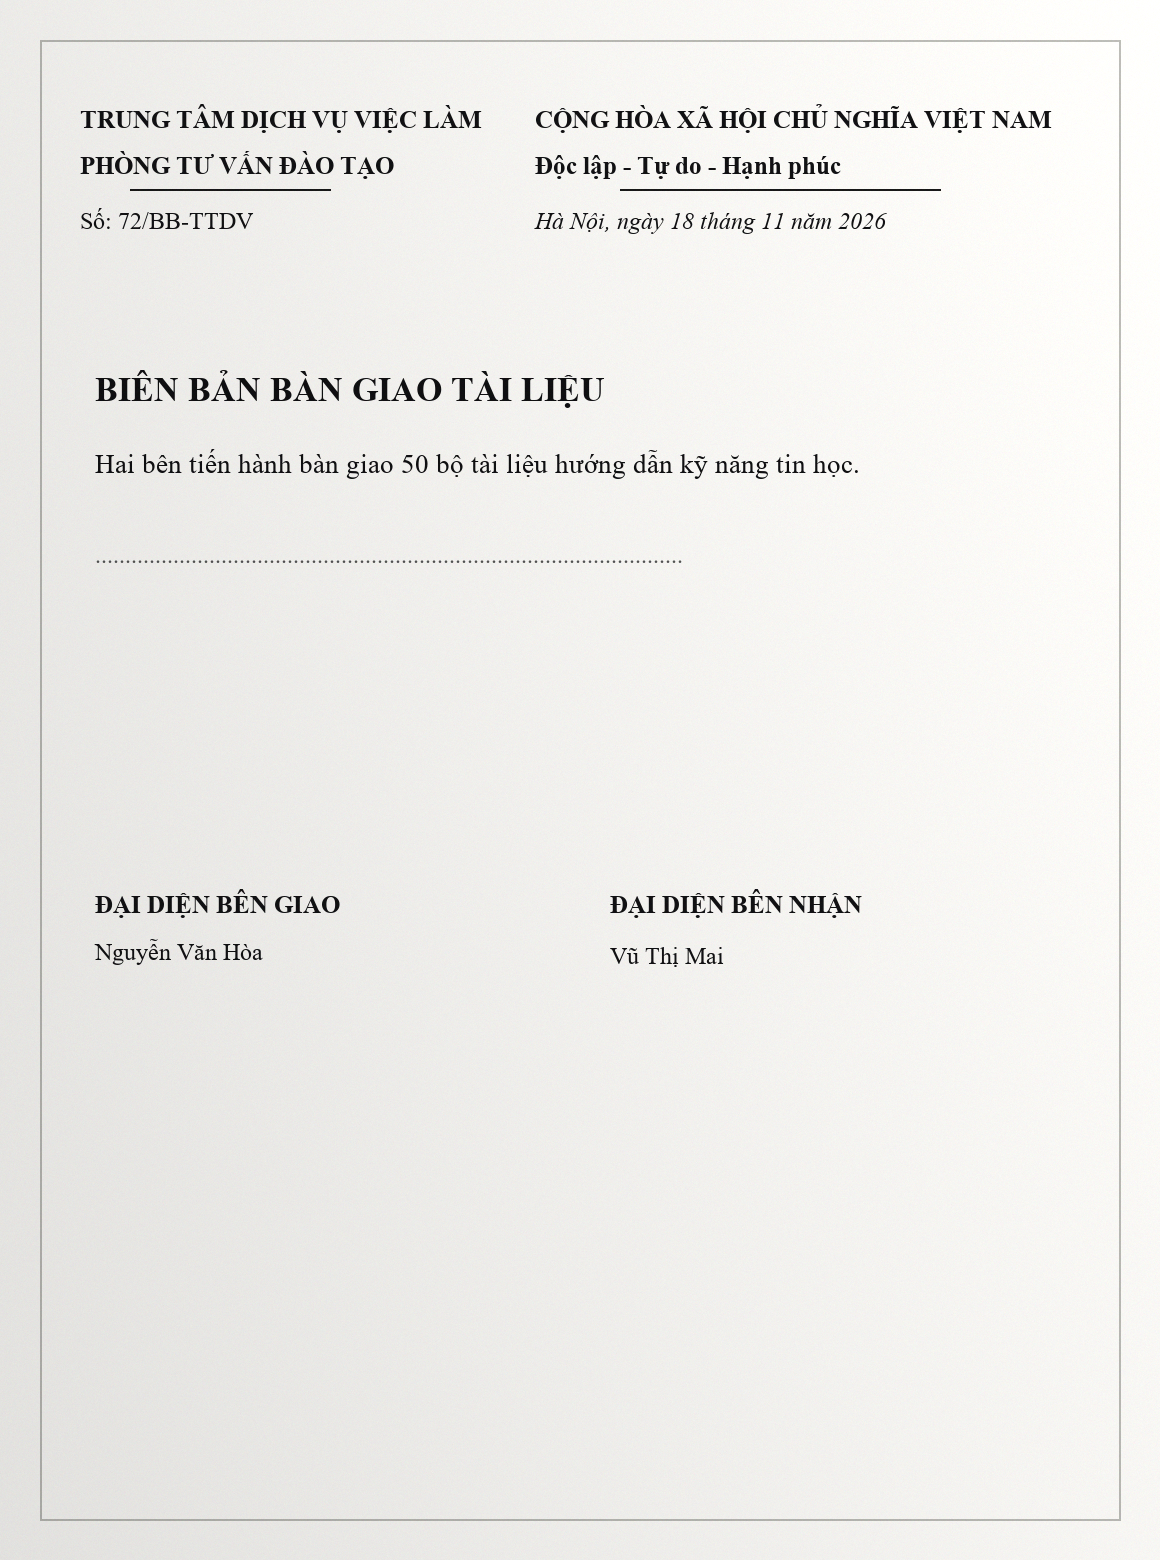 TRUNG TÂM DỊCH VỤ VIỆC LÀM
PHÒNG TƯ VẤN ĐÀO TẠO
Số: 72/BB-TTDV
CỘNG HÒA XÃ HỘI CHỦ NGHĨA VIỆT NAM
Độc lập - Tự do - Hạnh phúc
Hà Nội, ngày 18 tháng 11 năm 2026
BIÊN BẢN BÀN GIAO TÀI LIỆU
Hai bên tiến hành bàn giao 50 bộ tài liệu hướng dẫn kỹ năng tin học.
..................................................................................................
ĐẠI DIỆN BÊN GIAO
Nguyễn Văn Hòa
ĐẠI DIỆN BÊN NHẬN
Vũ Thị Mai